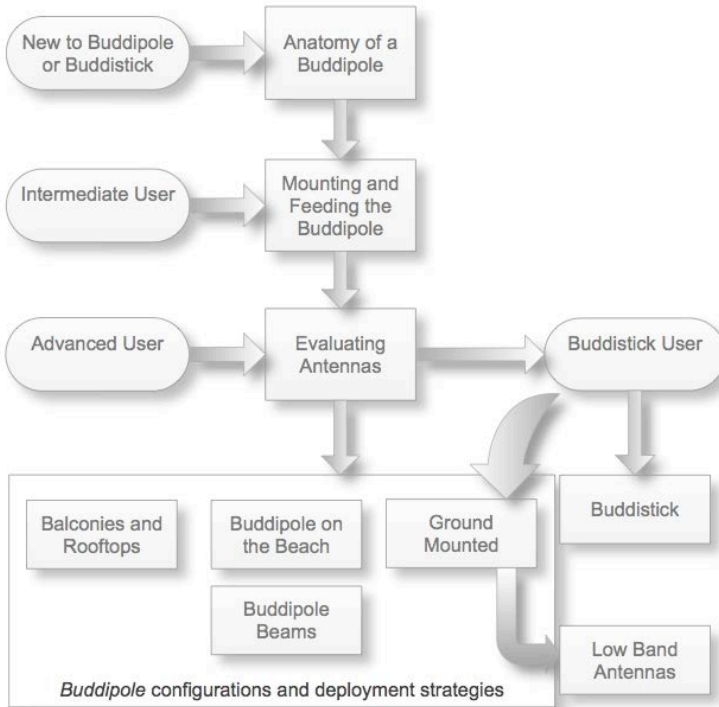 New to Buddipole
or Buddistick
Anatomy of a
Buddipole
Intermediate User
Mounting and
Feeding the
Buddipole
Advanced User
Evaluating
Antennas
Buddistick User
Balconies and
Rooftops
Buddipole on
the Beach
Ground
Mounted
Buddistick
Buddipole
Beams
Low Band
Antennas
Buddipole configurations and deployment strategies